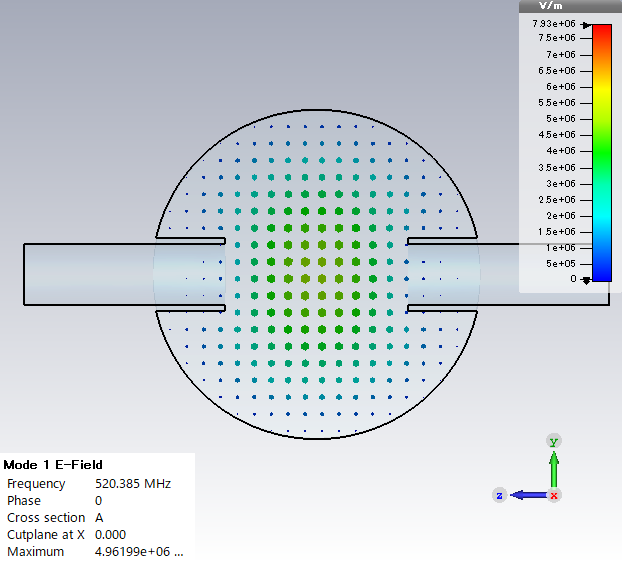 V/m
7.93e+06
7.5e+06
7e+06
6.5e+06
6e+06
5.5e+06
5e+06
4.5e+06
4e+06
3.5e+06
3e+06
2.5e+06
2e+06
1.5e+06
1e+06
5e+05
0
y
z
x
Mode 1 E-Field
Frequency 520.385 MHz
Phase 0
Cross section A
Cutplane at X 0.000
Maximum 4.96199e+06 ...